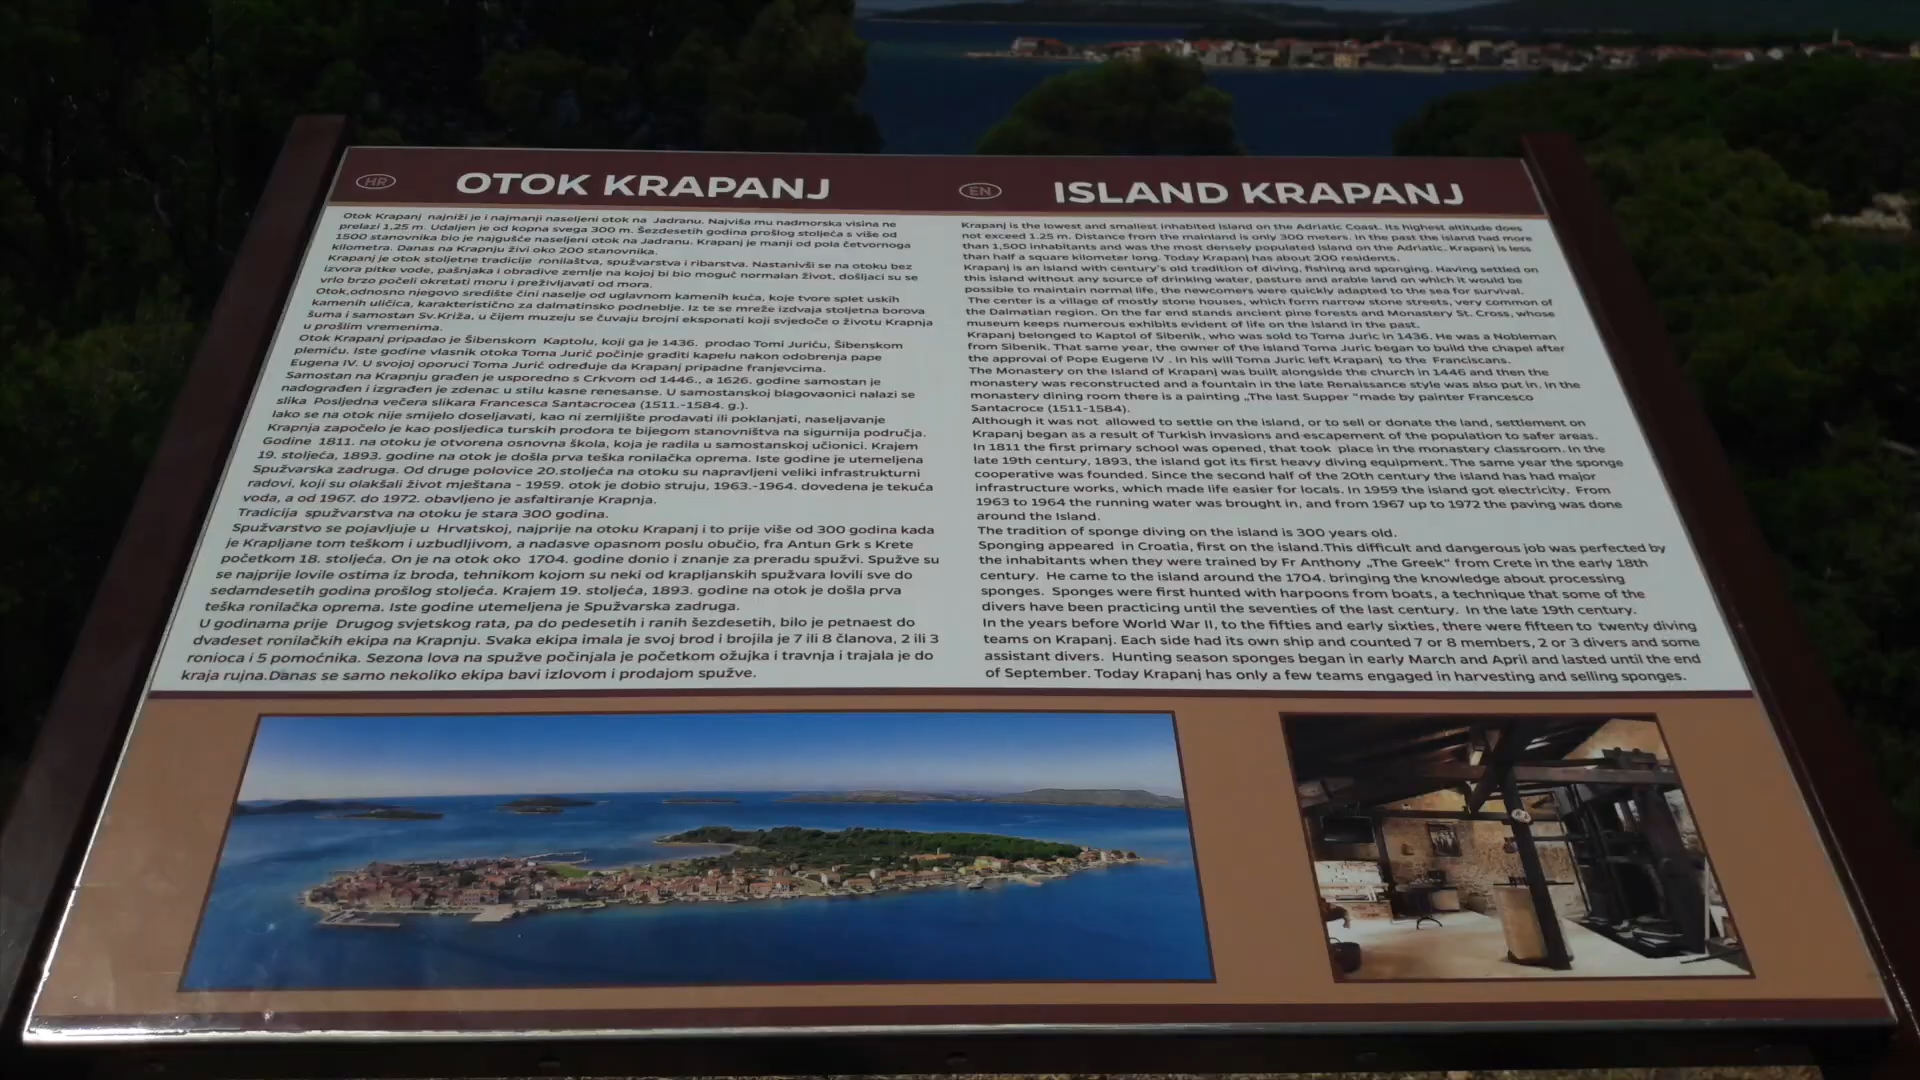 HR
OTOK KRAPANJ
Otok Krapanj najniži je i najmanji naseljeni otok na Jadranu. Najviša mu nadmorska visina ne
prelazi 1,25 m. Udaljen je od kopna svega 300 m. Šezdesetih godina prošlog stoljeća s više od
1500 stanovnika bio je najgušće naseljeni otok na Jadranu. Krapanj je manji od pola četvornoga
kilometra. Danas na Krapnju živi oko 200 stanovnika.
Krapanj je otok stoljetne tradicije ronilaštva, spužvarstva i ribarstva. Nastanivši se na otoku bez
izvora pitke vode, pašnjaka i obradive zemlje na kojoj bi bio moguć normalan život, došljaci su se
vrlo brzo počeli okretati moru i preživljavati od mora.
Otok,odnosno njegovo središte čini naselje od uglavnom kamenih kuća, koje tvore splet uskih
kamenih uličica, karakteristično za dalmatinsko podneblje. Iz te se mreže izdvaja stoljetna borova
šuma i samostan Sv.Križa, u čijem muzeju se čuvaju brojni eksponati koji svjedoče o životu Krapnja
u prošlim vremenima.
Otok Krapanj pripadao je Šibenskom Kaptolu, koji ga je 1436. prodao Tomi Juriću, Šibenskom
plemiću. Iste godine vlasnik otoka Toma Jurić počinje graditi kapelu nakon odobrenja pape
Eugena IV. U svojoj oporuci Toma Jurić određuje da Krapanj pripadne franjevcima.
Samostan na Krapnju građen je usporedno s Crkvom od 1446., a 1626. godine samostan je
nadograđen i izgrađen je zdenac u stilu kasne renesanse. U samostanskoj blagovaonici nalazi se
slika Posljedna večera slikara Francesca Santacrocea (1511.-1584. g.).
Iako se na otok nije smijelo doseljavati, kao ni zemljište prodavati ili poklanjati, naseljavanje
Krapnja započelo je kao posljedica turskih prodora te bijegom stanovništva na sigurnija područja.
Godine 1811. na otoku je otvorena osnovna škola, koja je radila u samostanskoj učionici. Krajem
19. stoljeća, 1893. godine na otok je došla prva teška ronilačka oprema. Iste godine je utemeljena
Spužvarska zadruga. Od druge polovice 20.stoljeća na otoku su napravljeni veliki infrastrukturni
radovi, koji su olakšali život mještana - 1959. otok je dobio struju, 1963.-1964. dovedena je tekuća
voda, a od 1967. do 1972. obavljeno je asfaltiranje Krapnja.
Tradicija spužvarstva na otoku je stara 300 godina.
Spužvarstvo se pojavljuje u Hrvatskoj, najprije na otoku Krapanj i to prije više od 300 godina kada
je Krapljane tom teškom i uzbudljivom, a nadasve opasnom poslu obučio, fra Antun Grk s Krete
početkom 18. stoljeća. On je na otok oko 1704. godine donio i znanje za preradu spužvi. Spužve su
se najprije lovile ostima iz broda, tehnikom kojom su neki od krapljanskih spužvara lovili sve do
sedamdesetih godina prošlog stoljeća. Krajem 19. stoljeća, 1893. godine na otok je došla prva
teška ronilačka oprema. Iste godine utemeljena je Spužvarska zadruga.
U godinama prije Drugog svjetskog rata, pa do pedesetih i ranih šezdesetih, bilo je petnaest do
dvadeset ronilačkih ekipa na Krapnju. Svaka ekipa imala je svoj brod i brojila je 7 ili 8 članova, 2 ili 3
ronioca i 5 pomoćnika. Sezona lova na spužve počinjala je početkom ožujka i travnja i trajala je do
kraja rujna.Danas se samo nekoliko ekipa bavi izlovom i prodajom spužve.
EN
ISLAND KRAPANJ
Krapanj is the lowest and smallest inhabited island on the Adriatic Coast. Its highest altitude does
not exceed 1.25 m. Distance from the mainland is only 300 meters. In the past the island had more
than 1,500 inhabitants and was the most densely populated island on the Adriatic. Krapanj is less
than half a square kilometer long. Today Krapanj has about 200 residents.
Krapanj is an island with century's old tradition of diving, fishing and sponging. Having settled on
this island without any source of drinking water, pasture and arable land on which it would be
possible to maintain normal life, the newcomers were quickly adapted to the sea for survival.
The center is a village of mostly stone houses, which form narrow stone streets, very common of
the Dalmatian region. On the far end stands ancient pine forests and Monastery St. Cross, whose
museum keeps numerous exhibits evident of life on the island in the past.
Krapanj belonged to Kaptol of Sibenik, who was sold to Toma Juric in 1436. He was a Nobleman
from Sibenik. That same year, the owner of the island Toma Juric began to build the chapel after
the approval of Pope Eugene IV . In his will Toma Juric left Krapanj to the Franciscans.
The Monastery on the Island of Krapanj was built alongside the church in 1446 and then the
monastery was reconstructed and a fountain in the late Renaissance style was also put in. In the
monastery dining room there is a painting „The last Supper "made by painter Francesco
Santacroce (1511-1584).
Although it was not allowed to settle on the island, or to sell or donate the land, settlement on
Krapanj began as a result of Turkish invasions and escapement of the population to safer areas.
In 1811 the first primary school was opened, that took place in the monastery classroom. In the
late 19th century, 1893, the island got its first heavy diving equipment. The same year the sponge
cooperative was founded. Since the second half of the 20th century the island has had major
infrastructure works, which made life easier for locals. In 1959 the island got electricity. From
1963 to 1964 the running water was brought in, and from 1967 up to 1972 the paving was done
around the Island.
The tradition of sponge diving on the island is 300 years old.
Sponging appeared in Croatia, first on the island.This difficult and dangerous job was perfected by
the inhabitants when they were trained by Fr Anthony „The Greek" from Crete in the early 18th
century. He came to the island around the 1704. bringing the knowledge about processing
sponges. Sponges were first hunted with harpoons from boats, a technique that some of the
divers have been practicing until the seventies of the last century. In the late 19th century.
In the years before World War II, to the fifties and early sixties, there were fifteen to twenty diving
teams on Krapanj. Each side had its own ship and counted 7 or 8 members, 2 or 3 divers and some
assistant divers. Hunting season sponges began in early March and April and lasted until the end
of September. Today Krapanj has only a few teams engaged in harvesting and selling sponges.